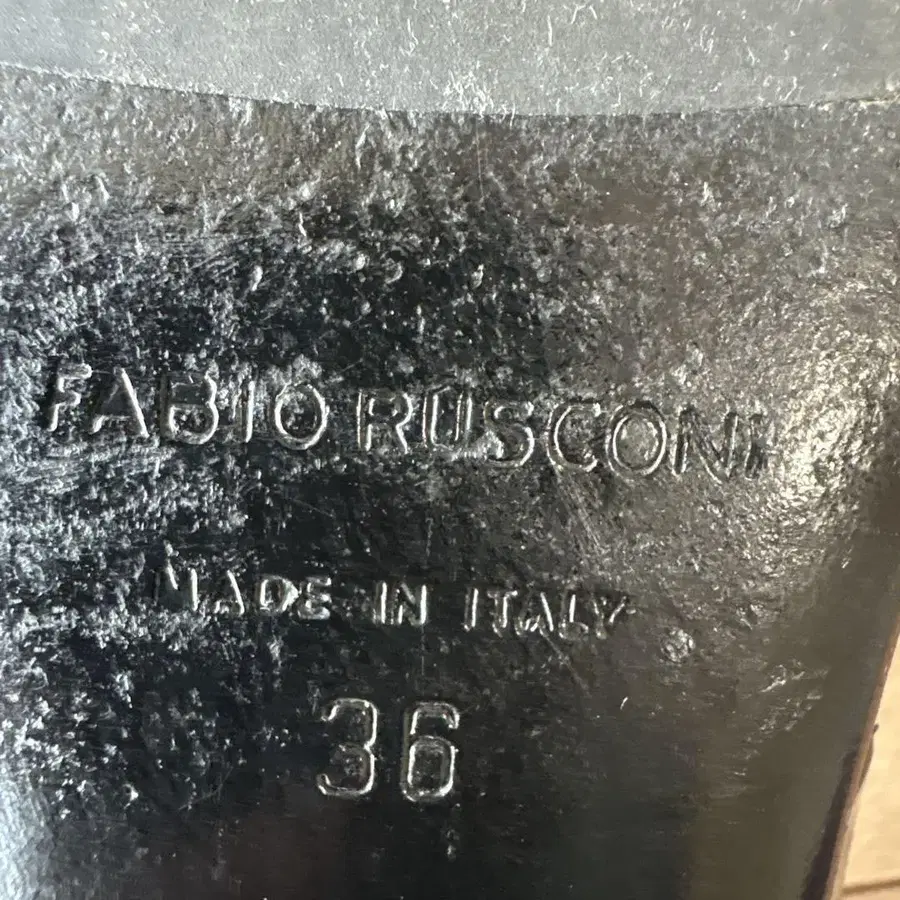 FABIO RUSCONI
MADE IN ITALY
36